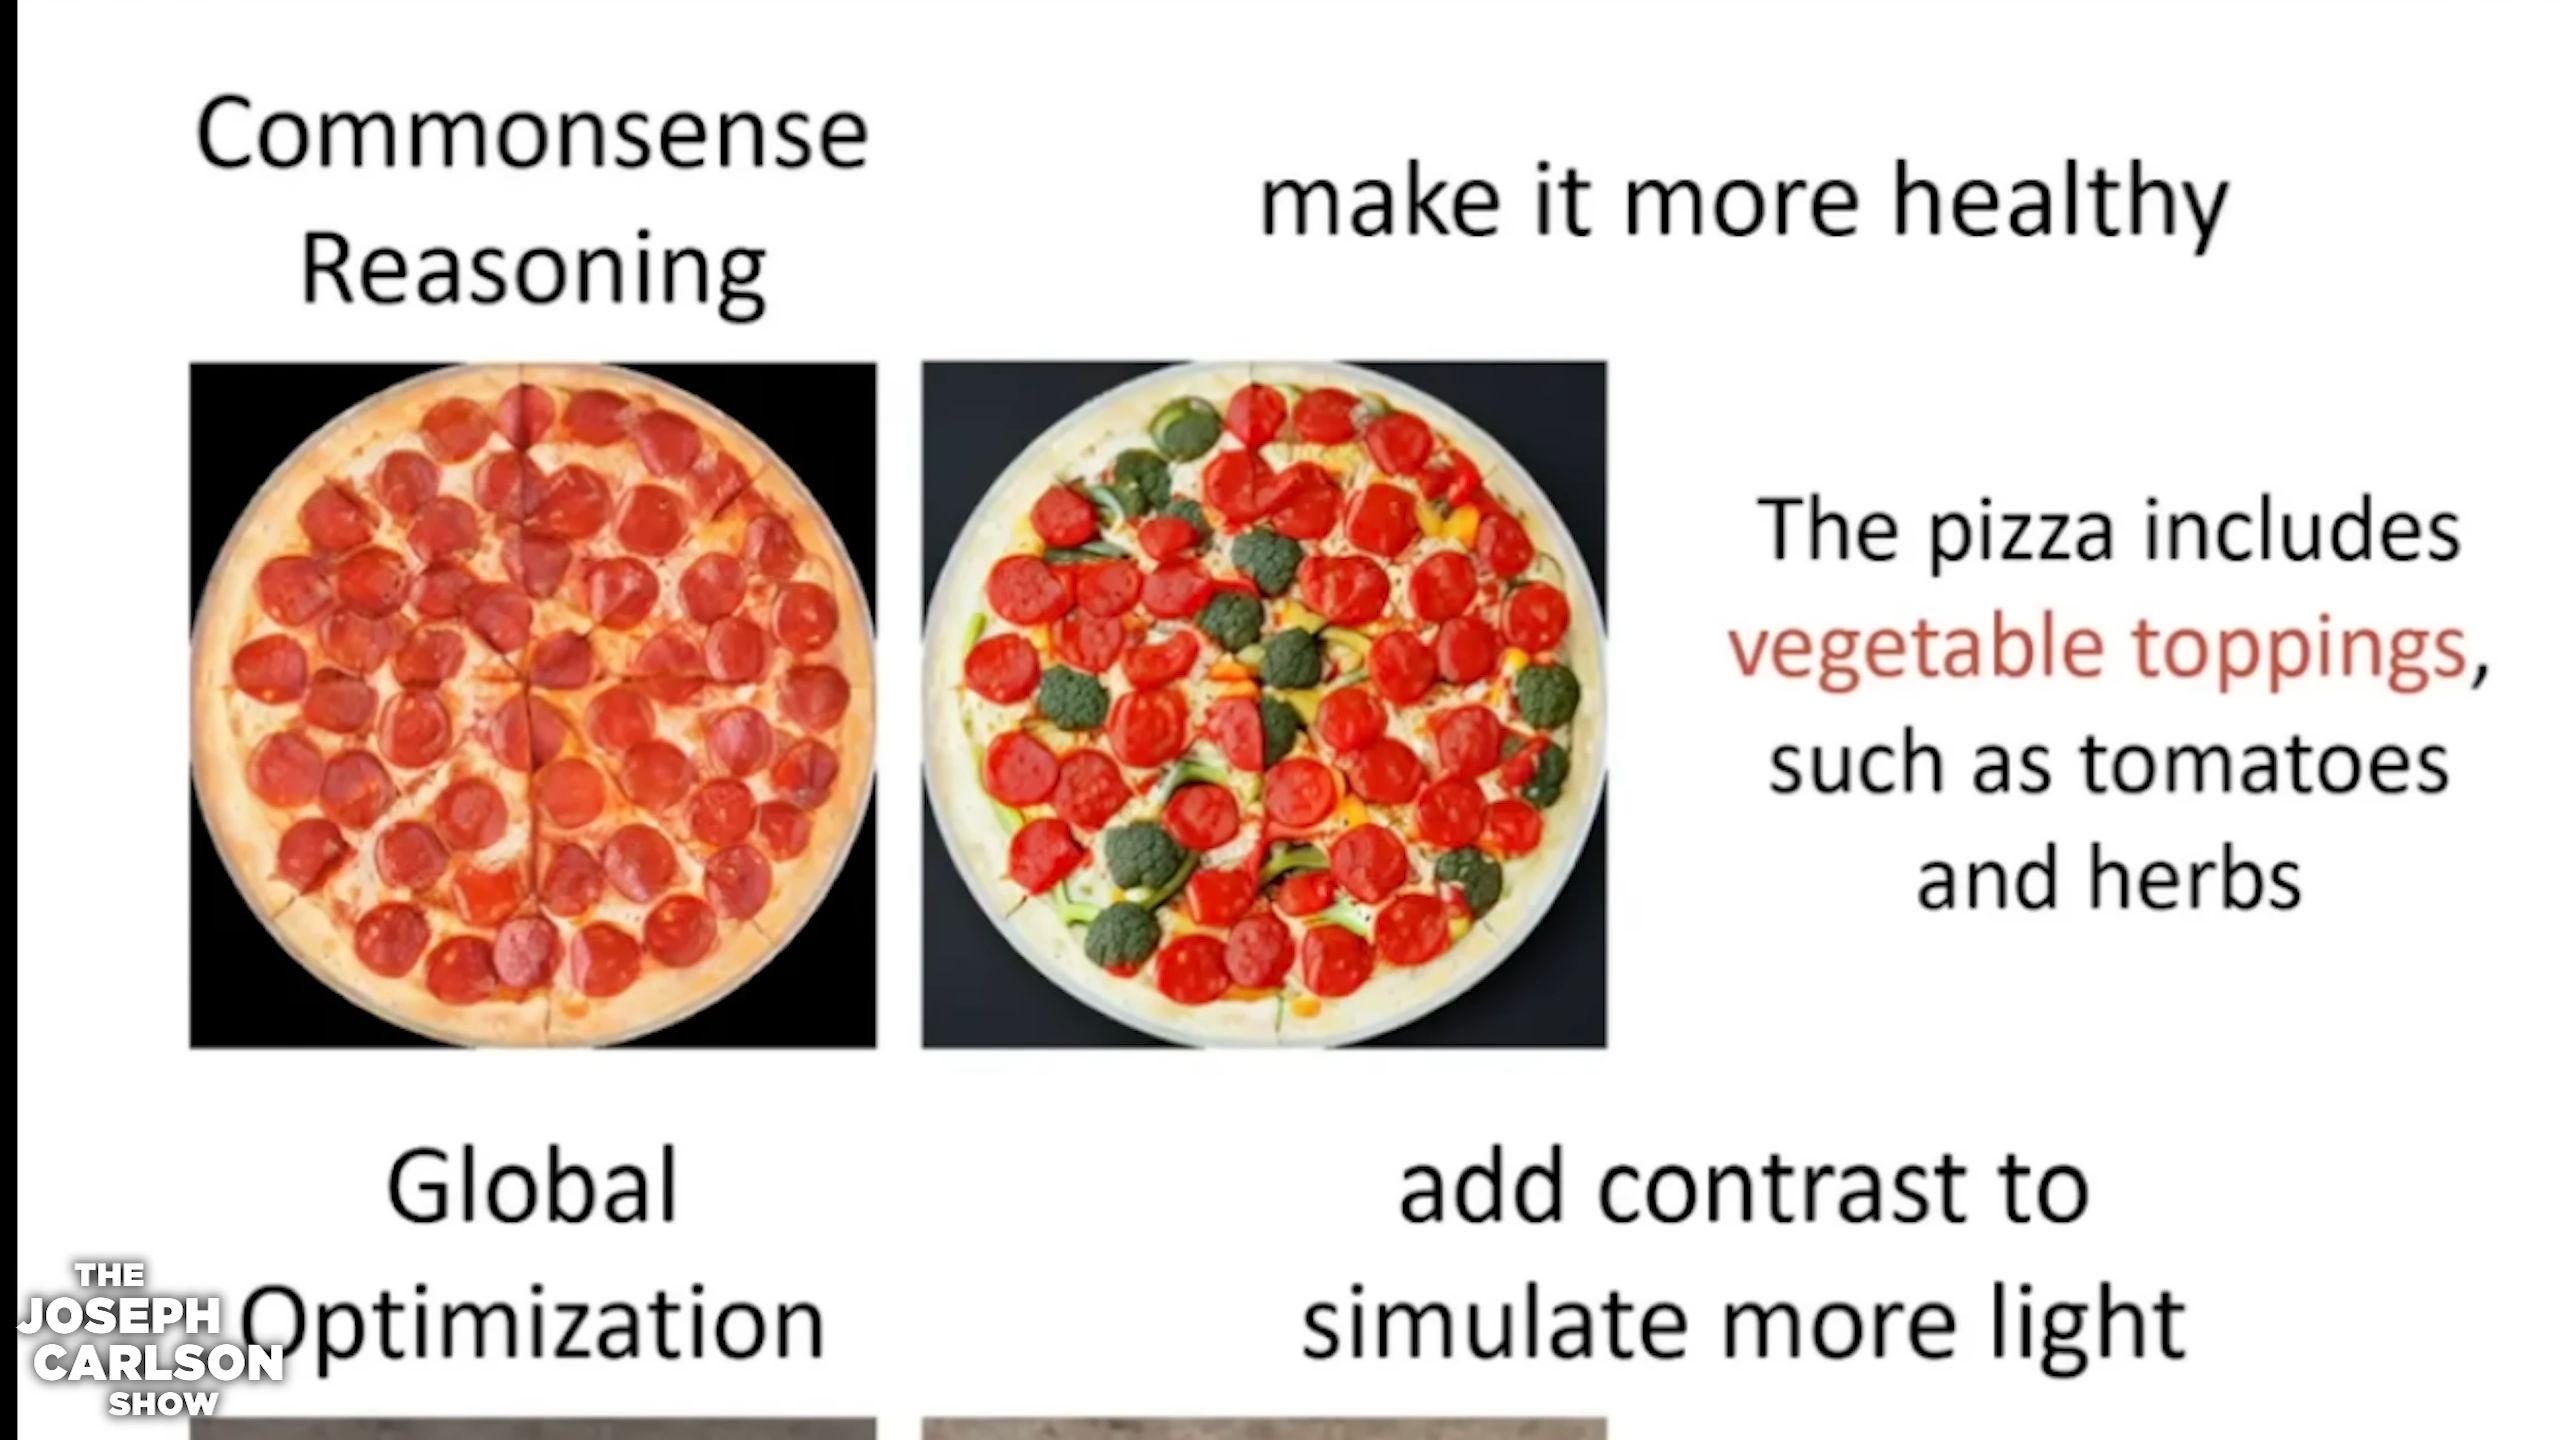 Commonsense
Reasoning
make it more healthy
The pizza includes
vegetable toppings,
such as tomatoes
and herbs
Global
Optimization
add contrast to
simulate more light
THE
JOSEPH
CARLSON
SHOW